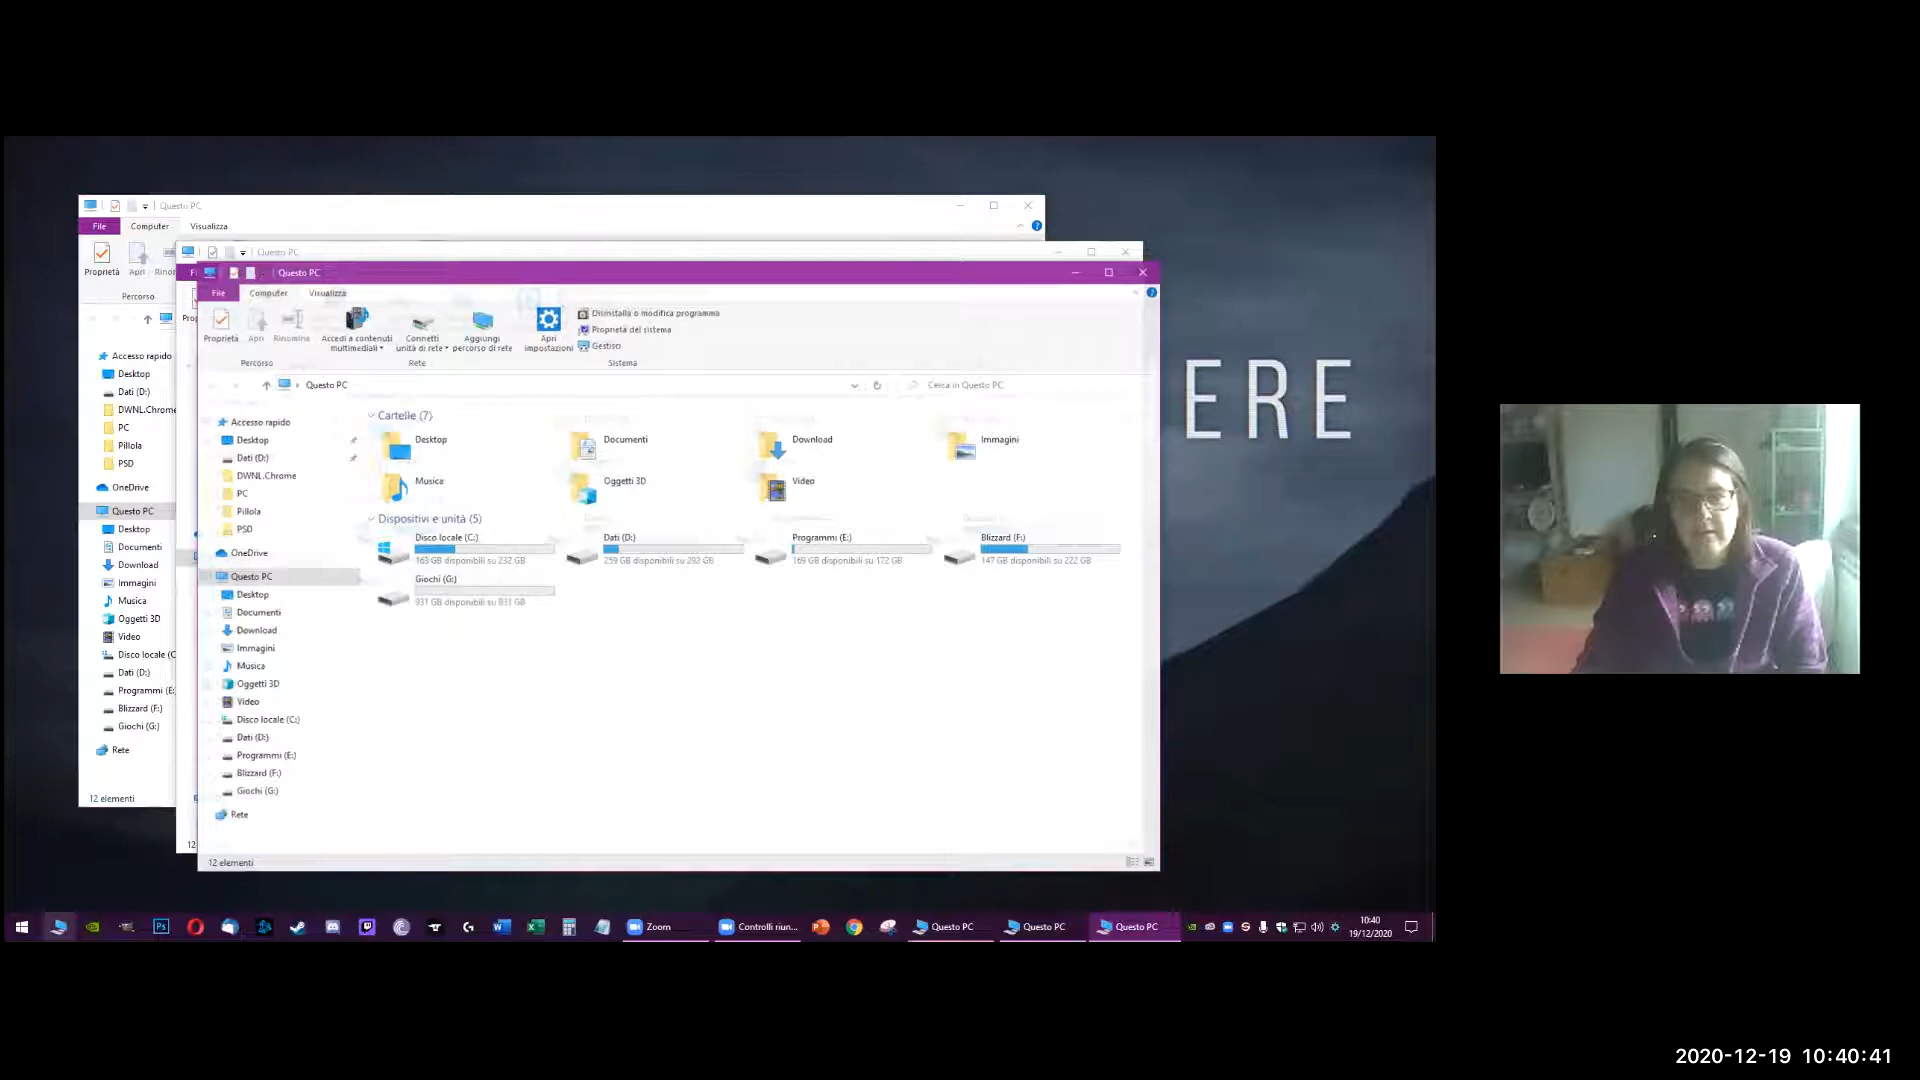 Questo PC
File Computer Visualizza
Proprietà Apri
Percorso
Accesso rapido
Desktop
Dati (D:)
DWNL.Chrome
PC
Pillola
PSD
OneDrive
Questo PC
Desktop
Documenti
Download
Immagini
Musica
Oggetti 3D
Video
Disco locale (C
Dati (D:)
Programmi (E:
Blizzard (F:)
Giochi (G:)
Rete
12 elementi
Questo PC
12
Questo PC
File Computer Visualizza
Proprietà Apri Rinomina
Accedi a contenuti multimediali
Connetti unità di rete
Aggiungi percorso di rete
Apri impostazioni
Disinstalla o modifica programma
Proprietà del sistema
Gestisci
Percorso Rete Sistema
Questo PC
Cerca in Questo PC
Accesso rapido
Desktop
Dati (D:)
DWNL.Chrome
PC
Pillola
PSD
OneDrive
Questo PC
Desktop
Documenti
Download
Immagini
Musica
Oggetti 3D
Video
Disco locale (C:)
Dati (D:)
Programmi (E:)
Blizzard (F:)
Giochi (G:)
Rete
Cartelle (7)
Desktop Documenti Download Immagini
Musica Oggetti 3D Video
Dispositivi e unità (5)
Disco locale (C:)
163 GB disponibili su 232 GB
Dati (D:)
259 GB disponibili su 292 GB
Programmi (E:)
169 GB disponibili su 172 GB
Blizzard (F:)
147 GB disponibili su 222 GB
Giochi (G:)
12 elementi
ERE
Zoom
Controlli riun...
Questo PC
Questo PC
Questo PC
10:40
19/12/2020
2020-12-19 10:40:41